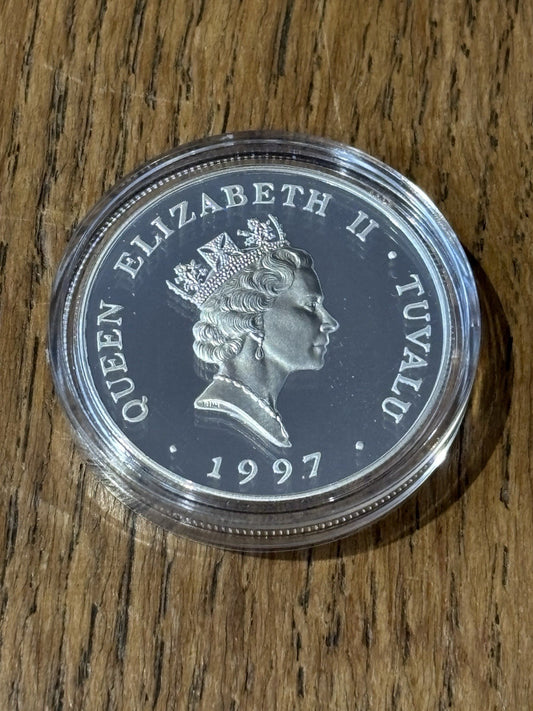 QUEEN ELIZABETH II · TUVALU
· 1997 ·